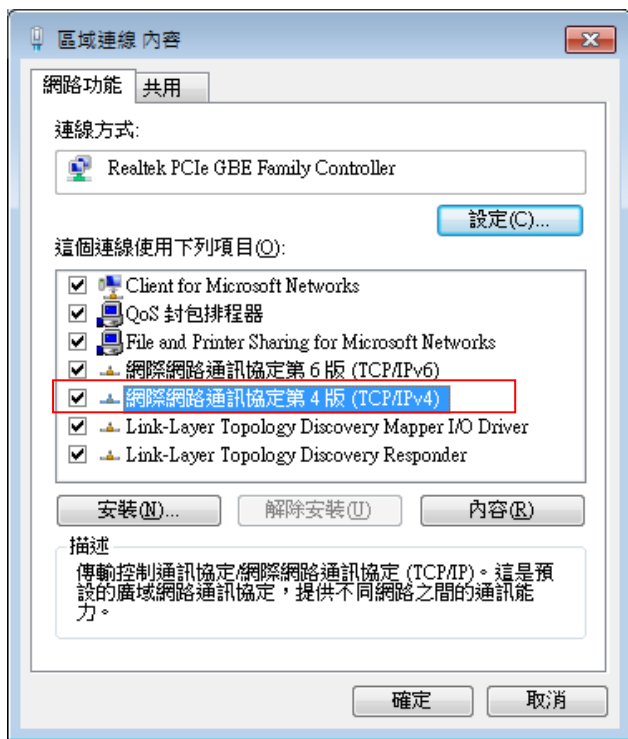 區域連線 內容
網路功能 共用
連線方式:
Realtek PCIe GBE Family Controller
設定(C)...
這個連線使用下列項目(O):
Client for Microsoft Networks
QoS 封包排程器
File and Printer Sharing for Microsoft Networks
網際網路通訊協定第 6 版 (TCP/IPv6)
網際網路通訊協定第 4 版 (TCP/IPv4)
Link-Layer Topology Discovery Mapper I/O Driver
Link-Layer Topology Discovery Responder
安裝(N)... 解除安裝(U) 內容(R)
描述
傳輸控制通訊協定/網際網路通訊協定 (TCP/IP)。這是預
設的廣域網路通訊協定，提供不同網路之間的通訊能
力。
確定 取消